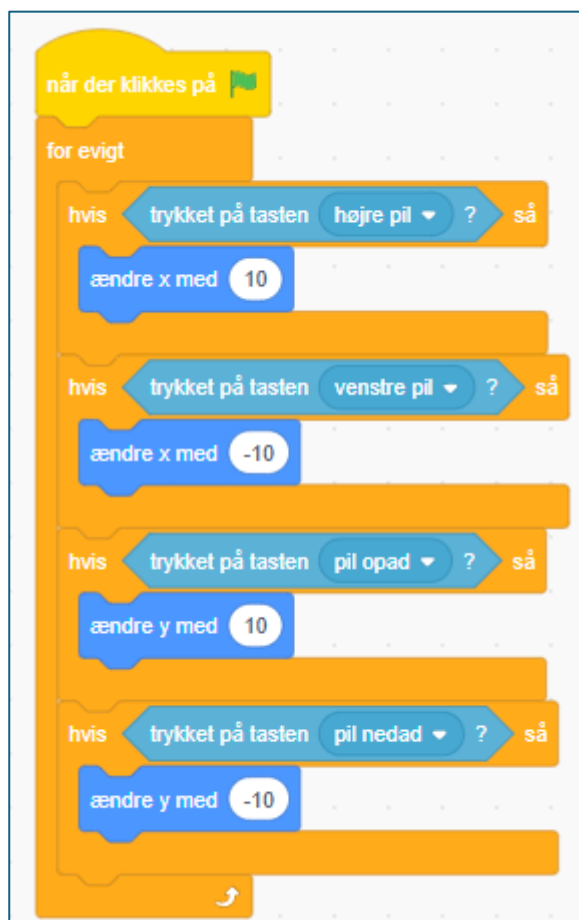 når der klikkes på
for evigt
hvis trykket på tasten højre pil ? så
ændre x med 10
hvis trykket på tasten venstre pil ? så
ændre x med -10
hvis trykket på tasten pil opad ? så
ændre y med 10
hvis trykket på tasten pil nedad ? så
ændre y med -10